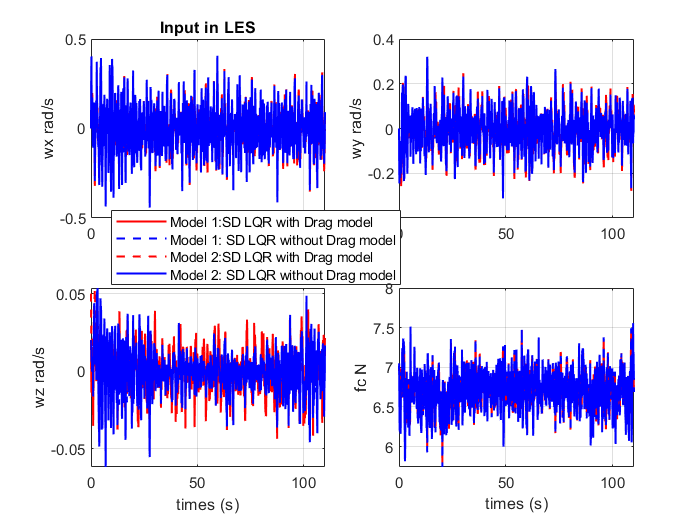 Input in LES
wx rad/s
0.5
0
-0.5
0
wy rad/s
0.4
0.2
0
-0.2
0
50
100
Model 1:SD LQR with Drag model
Model 1: SD LQR without Drag model
Model 2:SD LQR with Drag model
Model 2: SD LQR without Drag model
wz rad/s
0.05
0
-0.05
0
50
100
times (s)
fc N
8
7.5
7
6.5
6
0
50
100
times (s)